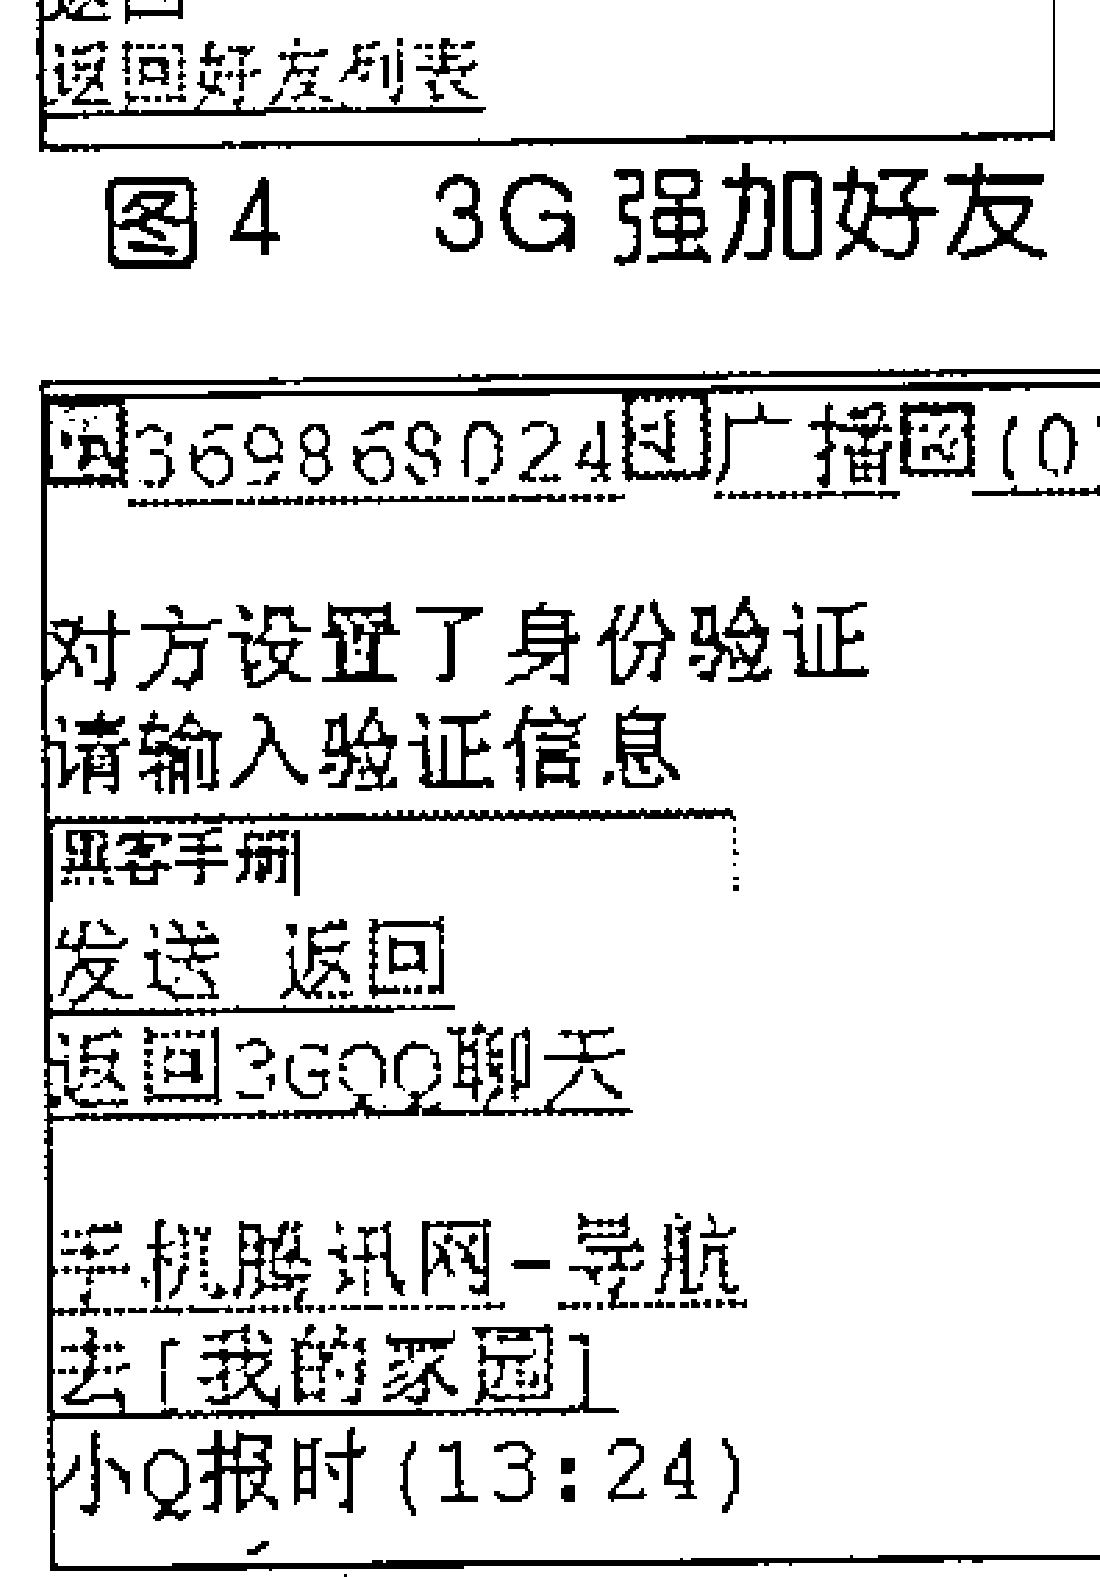 返回
返回好友列表
图4 3G强加好友
369868024 广播 (0
对方设置了身份验证
请输入验证信息
黑客手册
发送 返回
返回3GQQ聊天
手机腾讯网-导航
去[我的家园]
小Q报时(13:24)